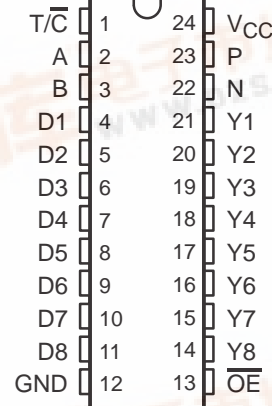 T/C̅ 1 24 VCC
A 2 23 P
B 3 22 N
D1 4 21 Y1
D2 5 20 Y2
D3 6 19 Y3
D4 7 18 Y4
D5 8 17 Y5
D6 9 16 Y6
D7 10 15 Y7
D8 11 14 Y8
GND 12 13 O̅E̅